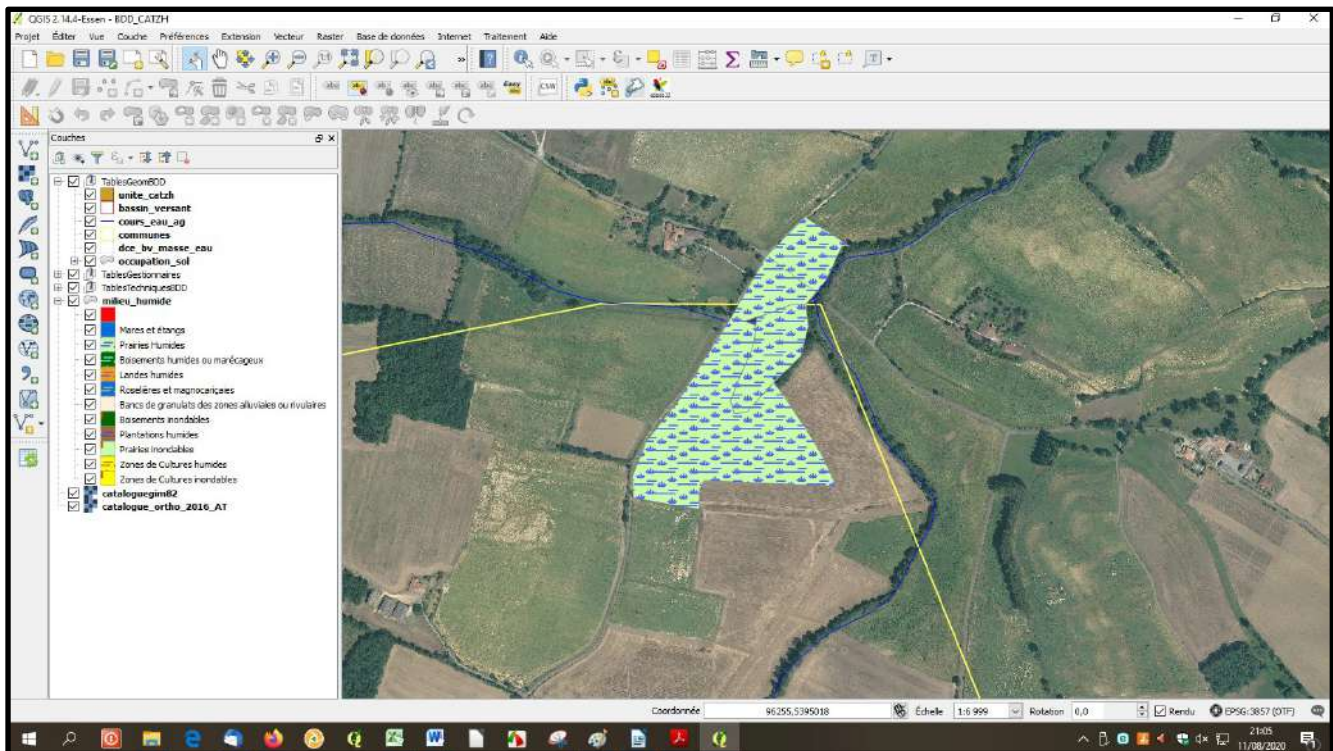 QGIS 2.14.4-Essen - BDD_CATZH
Projet Éditer Vue Couche Préférences Extension Vecteur Raster Base de données Internet Traitement Aide
Couches
TablesGeomBDD
unite_catzh
bassin_versant
cours_eau_ag
communes
dce_bv_masse_eau
occupation_sol
TablesGestionnaires
TablesTechniquesBDD
milieu_humide
Mares et étangs
Prairies Humides
Boisements humides ou marécageux
Landes humides
Roselières et magnocariçaies
Bancs de granulats des zones alluviales ou rivulaires
Boisements inondables
Plantations humides
Prairies inondables
Zones de Cultures humides
Zones de Cultures inondables
cataloguegim82
catalogue_ortho_2016_AT
Coordonnée 96255,5395018 Échelle 1:6 999 Rotation 0,0 Rendu EPSG:3857 (OTF)
21:05
11/08/2020